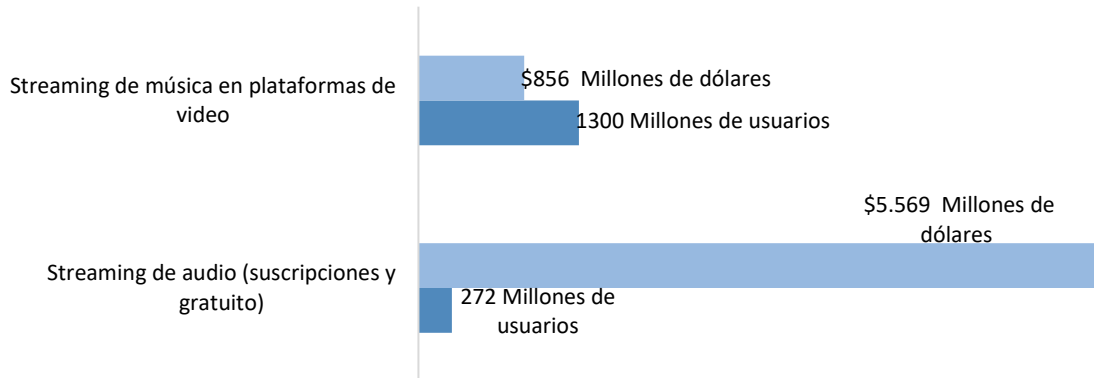 Streaming de música en plataformas de
video
$856 Millones de dólares
1300 Millones de usuarios
Streaming de audio (suscripciones y
gratuito)
$5.569 Millones de
dólares
272 Millones de
usuarios